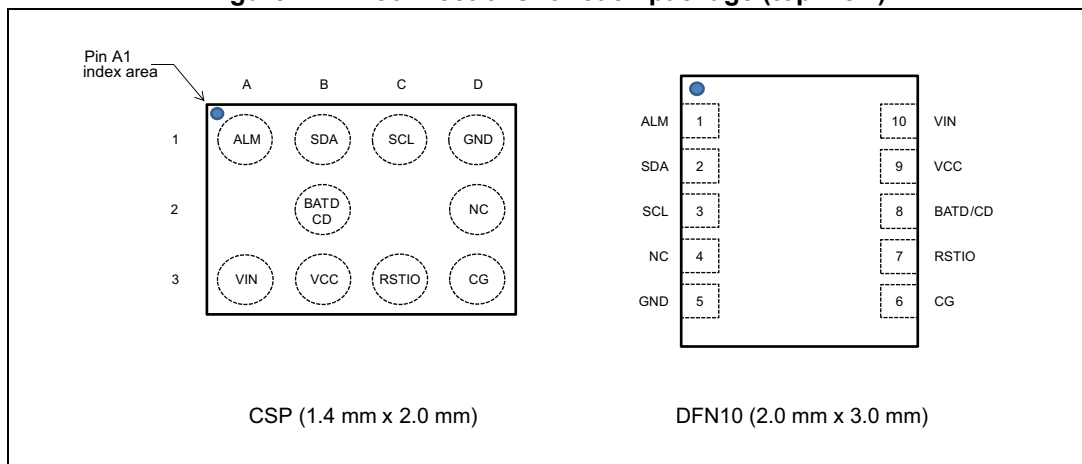 Pin A1
index area
A B C D
1 ALM SDA SCL GND
2 BATD CD NC
3 VIN VCC RSTIO CG
ALM 1 10 VIN
SDA 2 9 VCC
SCL 3 8 BATD/CD
NC 4 7 RSTIO
GND 5 6 CG
CSP (1.4 mm x 2.0 mm) DFN10 (2.0 mm x 3.0 mm)